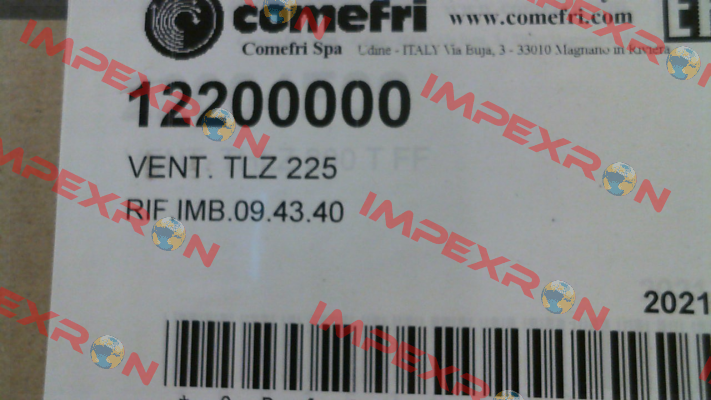 comefri www.comefri.com
Comefri Spa Udine - ITALY Via Buja, 3 - 33010 Magnano in Riviera
12200000
VENT. TLZ 225
RIF IMB.09.43.40
2021
IMPEXRON
IMPEXRON
IMPEXRON
IMPEXRON
IMPEXRON
IMPEXRON